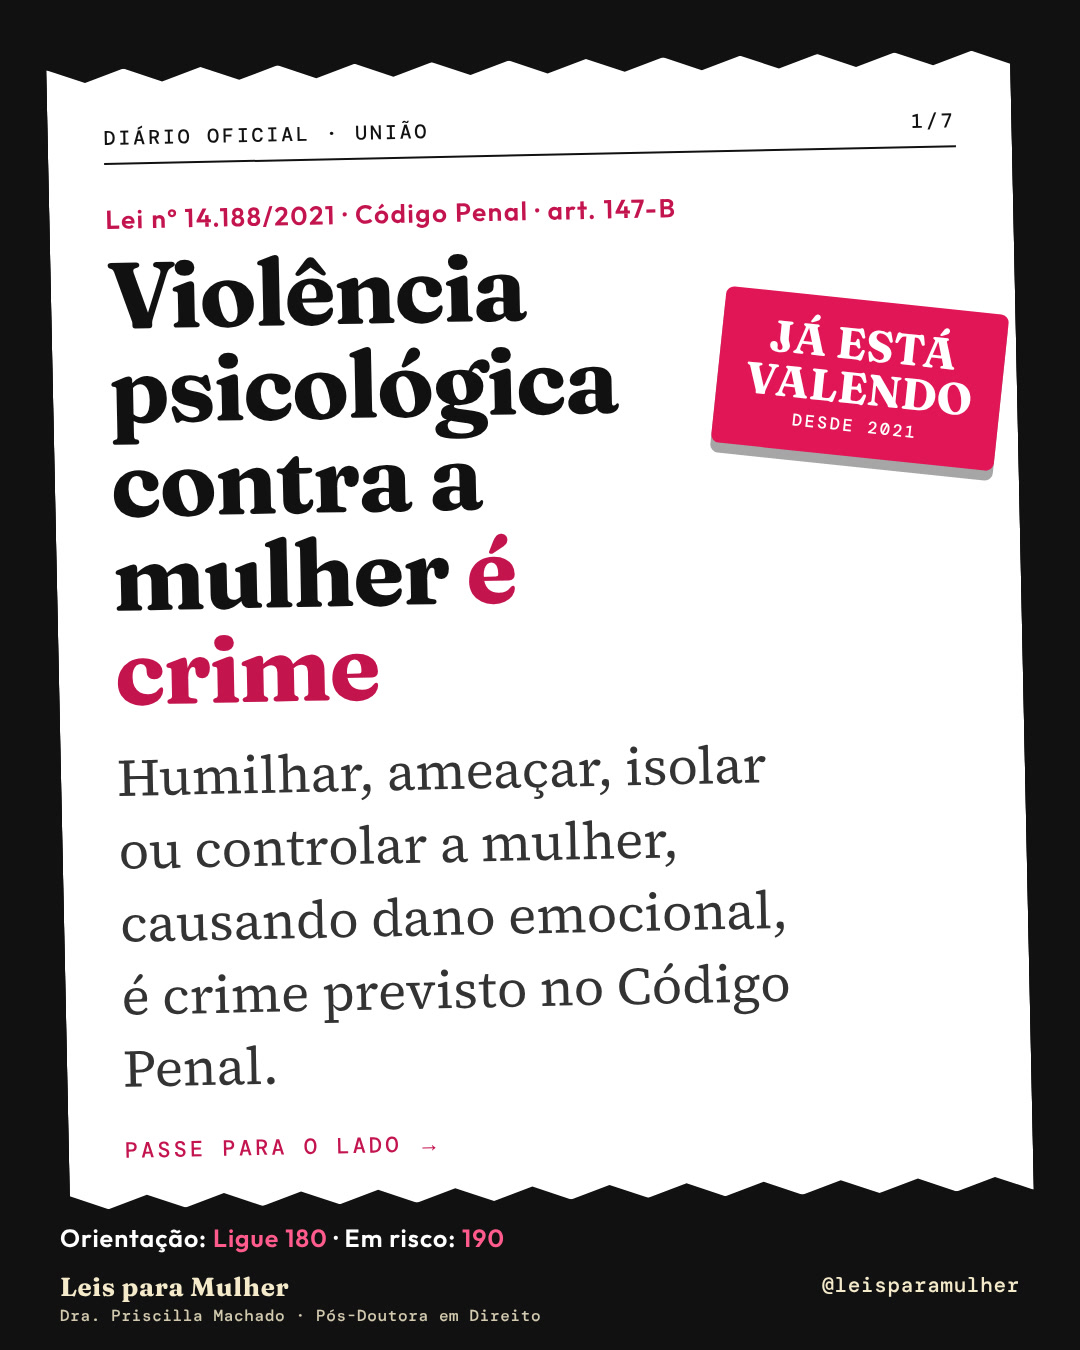 DIÁRIO OFICIAL · UNIÃO
1/7
Lei nº 14.188/2021 · Código Penal · art. 147-B
Violência
psicológica
contra a
mulher é
crime
JÁ ESTÁ
VALENDO
DESDE 2021
Humilhar, ameaçar, isolar
ou controlar a mulher,
causando dano emocional,
é crime previsto no Código
Penal.
PASSE PARA O LADO →
Orientação: Ligue 180 · Em risco: 190
Leis para Mulher
@leisparamulher
Dra. Priscilla Machado · Pós-Doutora em Direito